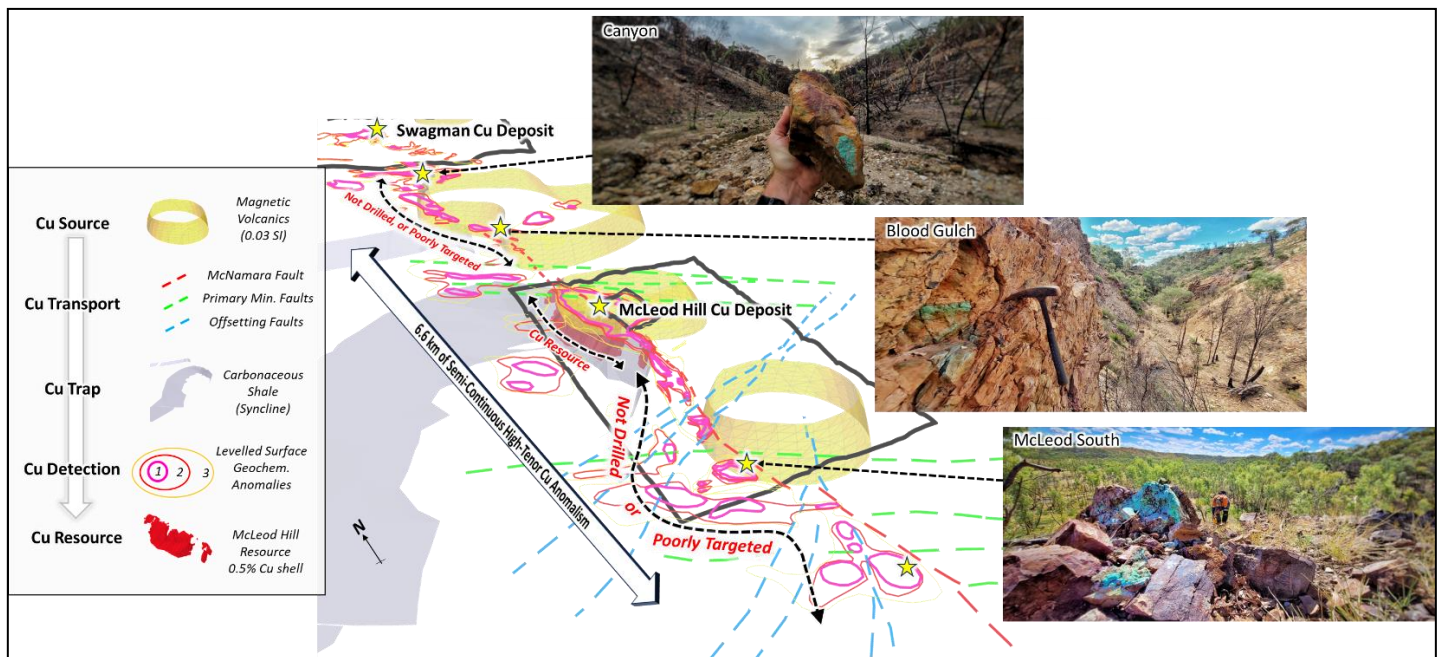 Canyon
Swagman Cu Deposit
Not Drilled, or Poorly Targeted
Blood Gulch
McLeod Hill Cu Deposit
Cu Resource
6.6 km of Semi-Continuous High-Tenor Cu Anomalism
Not Drilled
or
Poorly Targeted
McLeod South
N
Cu Source
Magnetic
Volcanics
(0.03 SI)
Cu Transport
McNamara Fault
Primary Min. Faults
Offsetting Faults
Cu Trap
Carbonaceous
Shale
(Syncline)
Cu Detection
1 2 3
Levelled Surface
Geochem.
Anomalies
Cu Resource
McLeod Hill
Resource
0.5% Cu shell